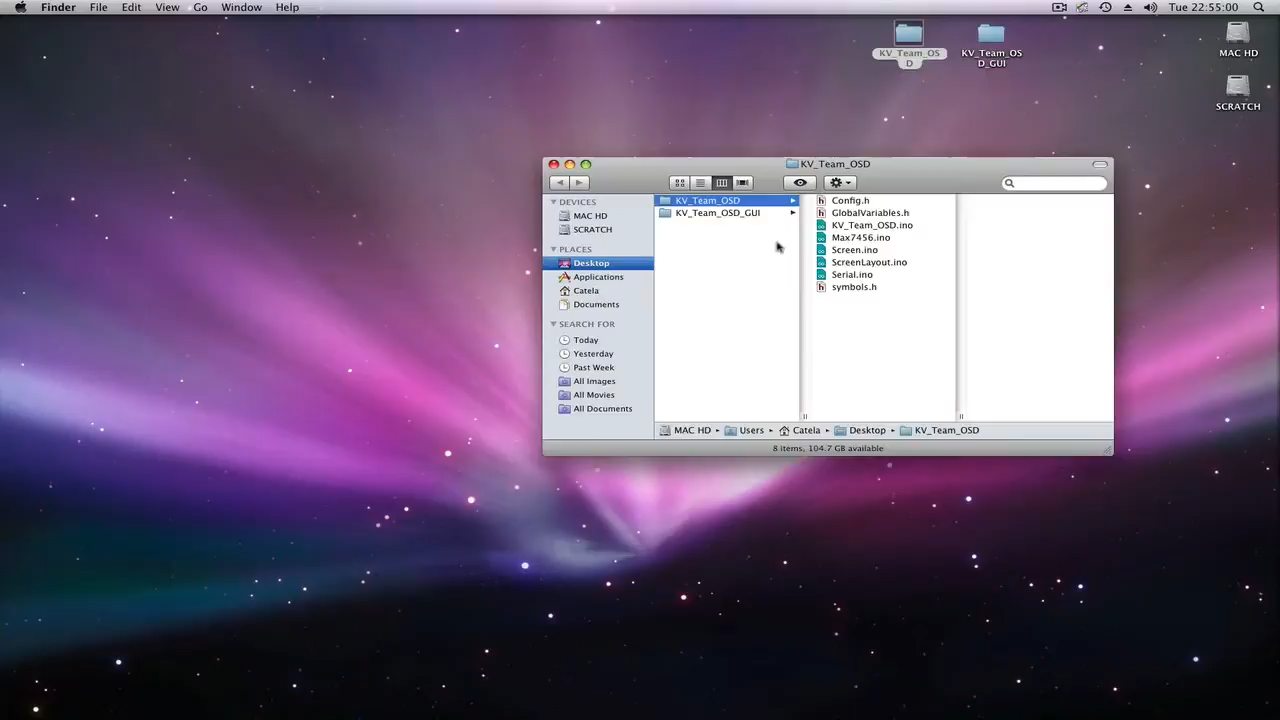 Finder File Edit View Go Window Help Tue 22:55:00
KV_Team_OS
D
KV_Team_OS
D_GUI
MAC HD
SCRATCH
KV_Team_OSD
DEVICES
MAC HD
SCRATCH
PLACES
Desktop
Applications
Catela
Documents
SEARCH FOR
Today
Yesterday
Past Week
All Images
All Movies
All Documents
KV_Team_OSD
KV_Team_OSD_GUI
Config.h
GlobalVariables.h
KV_Team_OSD.ino
Max7456.ino
Screen.ino
ScreenLayout.ino
Serial.ino
symbols.h
MAC HD Users Catela Desktop KV_Team_OSD
8 items, 104.7 GB available